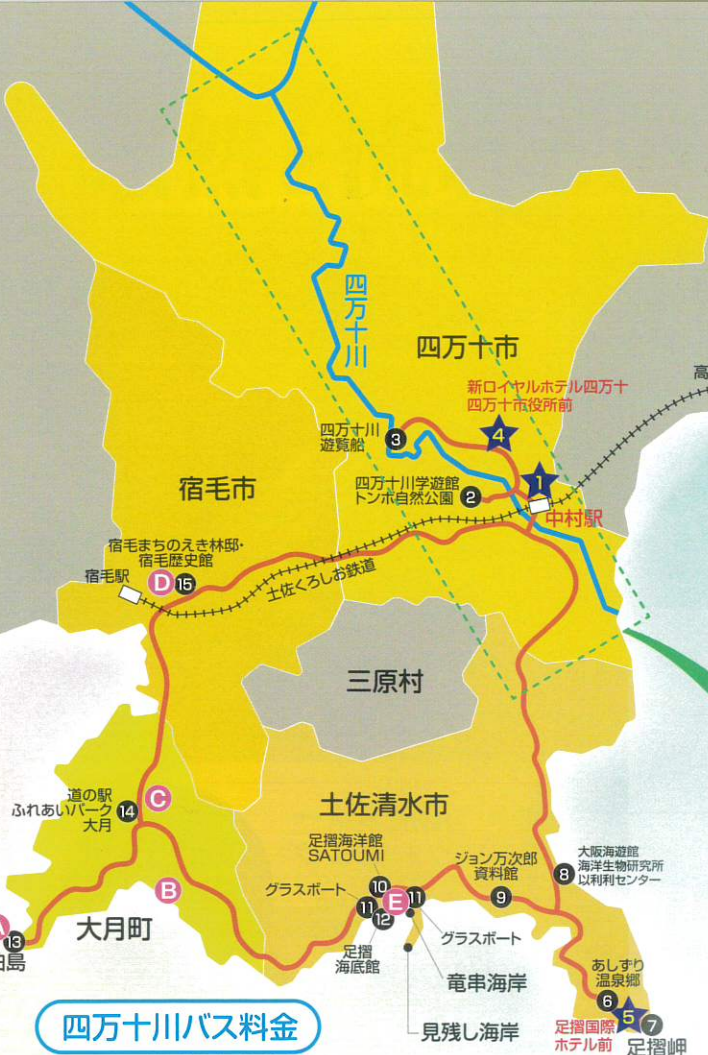 四万十川
四万十市
高
新ロイヤルホテル四万十
四万十市役所前
4
四万十川
遊覧船
3
1
四万十川学遊館
トンボ自然公園
2
中村駅
宿毛市
宿毛まちのえき林邸・
宿毛歴史館
宿毛駅
D
15
土佐くろしお鉄道
三原村
道の駅
ふれあいパーク
大月
14
C
土佐清水市
足摺海洋館
SATOUMI
ジョン万次郎
資料館
大阪海遊館
海洋生物研究所
以利利センター
8
B
グラスボート
10
11
E
11
12
9
グラスボート
足摺
海底館
A
13
大月町
竜串海岸
見残し海岸
あしずり
温泉郷
6
5
7
足摺国際
ホテル前
足摺岬
四万十川バス料金